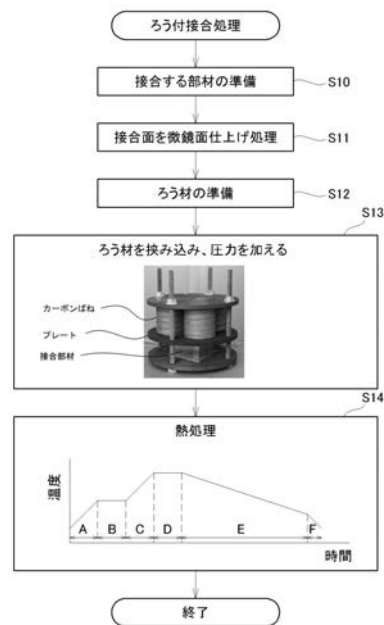 ろう付接合処理
接合する部材の準備
S10
接合面を微鏡面仕上げ処理
S11
ろう材の準備
S12
S13
ろう材を挟み込み、圧力を加える
カーボンばね
プレート
接合部材
S14
熱処理
温度
A B C D E F
時間
終了